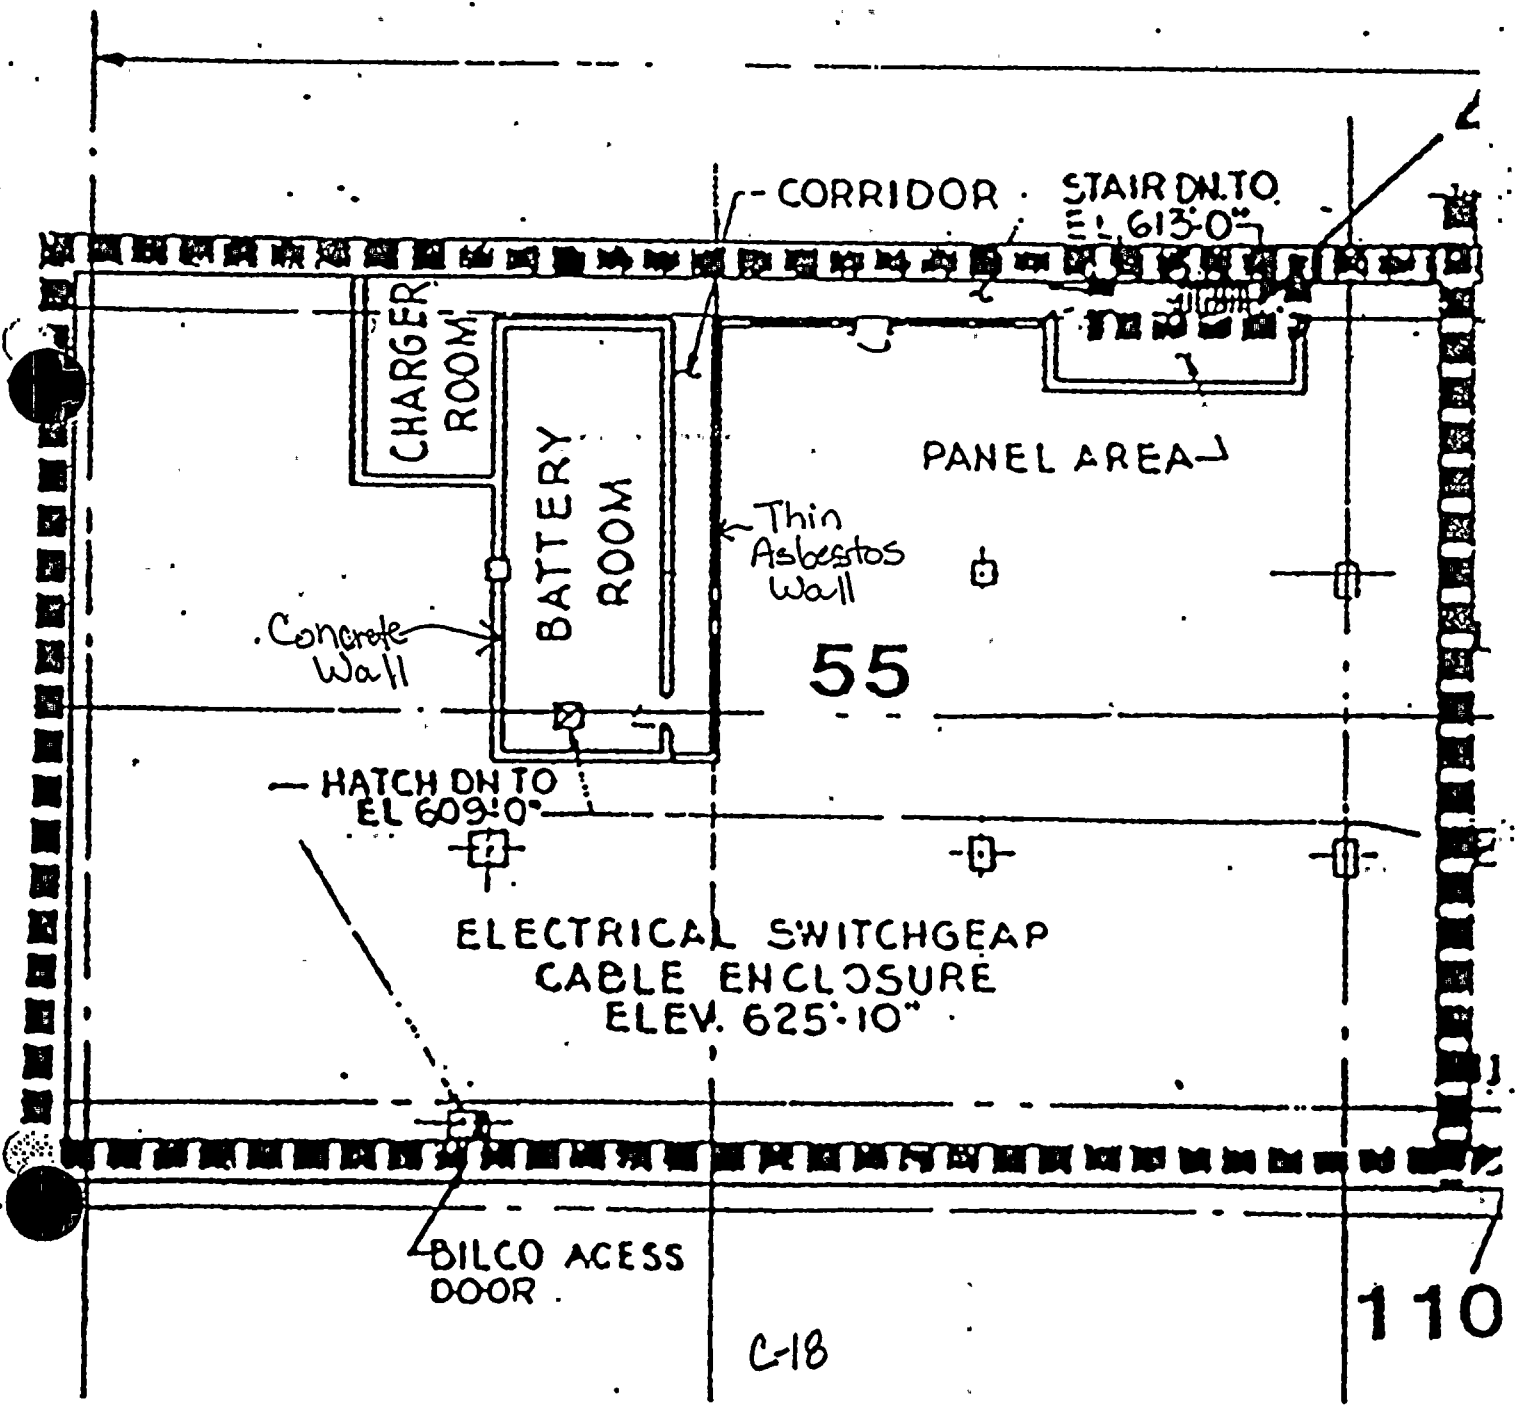 CORRIDOR
STAIR DN. TO
EL. 613'-0"
CHARGER
ROOM
BATTERY
ROOM
PANEL AREA
Thin
Asbestos
Wall
Concrete
Wall
55
HATCH DN TO
EL 609'-0"
ELECTRICAL SWITCHGEAR
CABLE ENCLOSURE
ELEV. 625'-10"
BILCO ACESS
DOOR
110
C-18